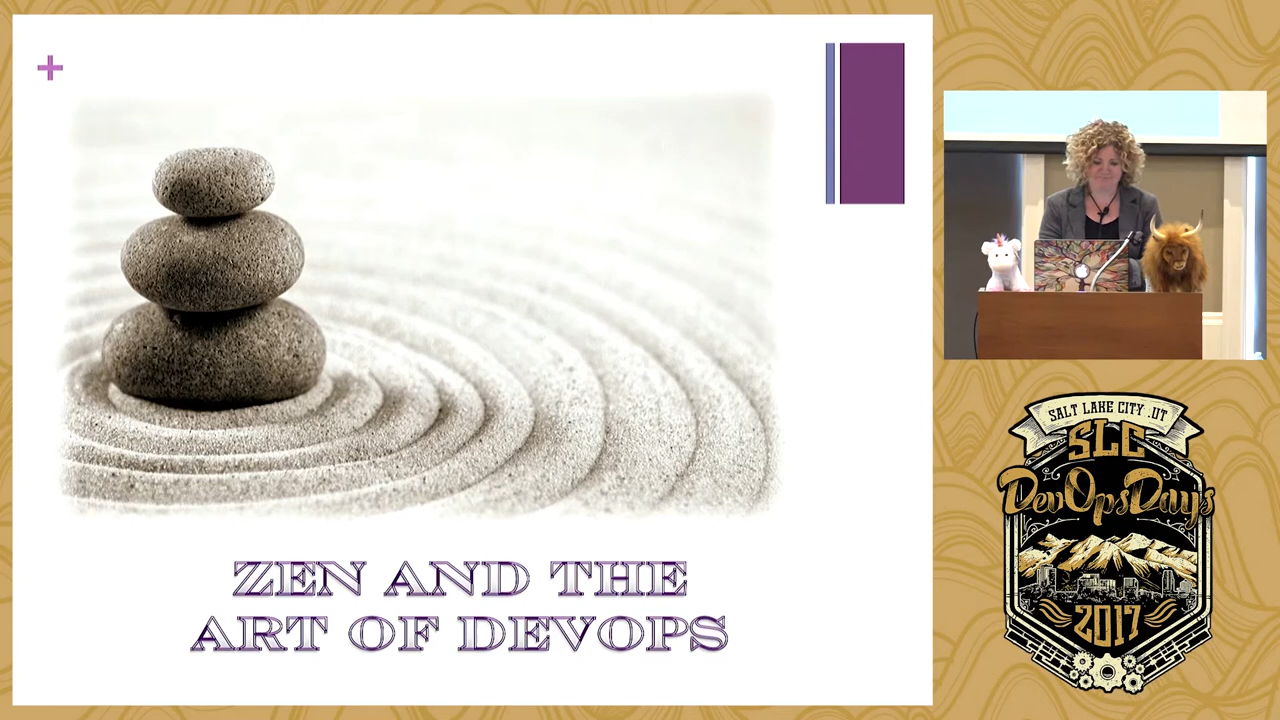 +
ZEN AND THE
ART OF DEVOPS
SALT LAKE CITY .UT
SLC
DevOpsDays
2017